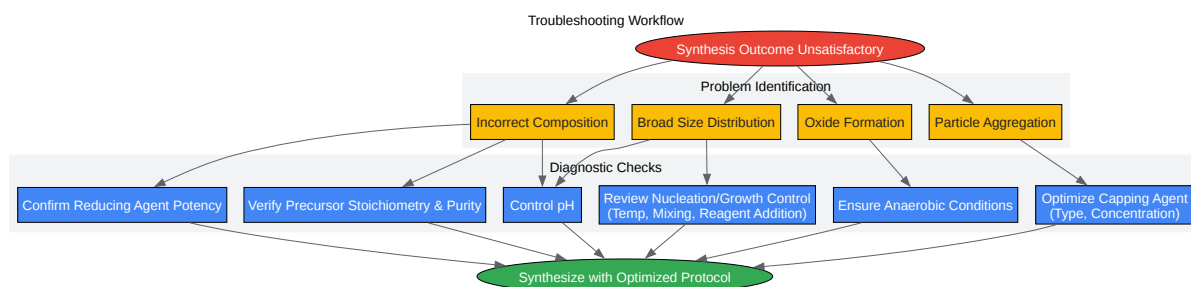 Troubleshooting Workflow
Synthesis Outcome Unsatisfactory
Problem Identification
Incorrect Composition
Broad Size Distribution
Oxide Formation
Particle Aggregation
Diagnostic Checks
Confirm Reducing Agent Potency
Verify Precursor Stoichiometry & Purity
Control pH
Review Nucleation/Growth Control
(Temp, Mixing, Reagent Addition)
Ensure Anaerobic Conditions
Optimize Capping Agent
(Type, Concentration)
Synthesize with Optimized Protocol